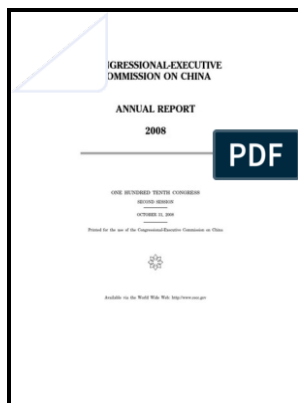 NGRESSIONAL-EXECUTIVE
OMMISSION ON CHINA
ANNUAL REPORT
2008
PDF
ONE HUNDRED TENTH CONGRESS
SECOND SESSION
OCTOBER 31, 2008
Printed for the use of the Congressional-Executive Commission on China
Available via the World Wide Web: http://www.cecc.gov